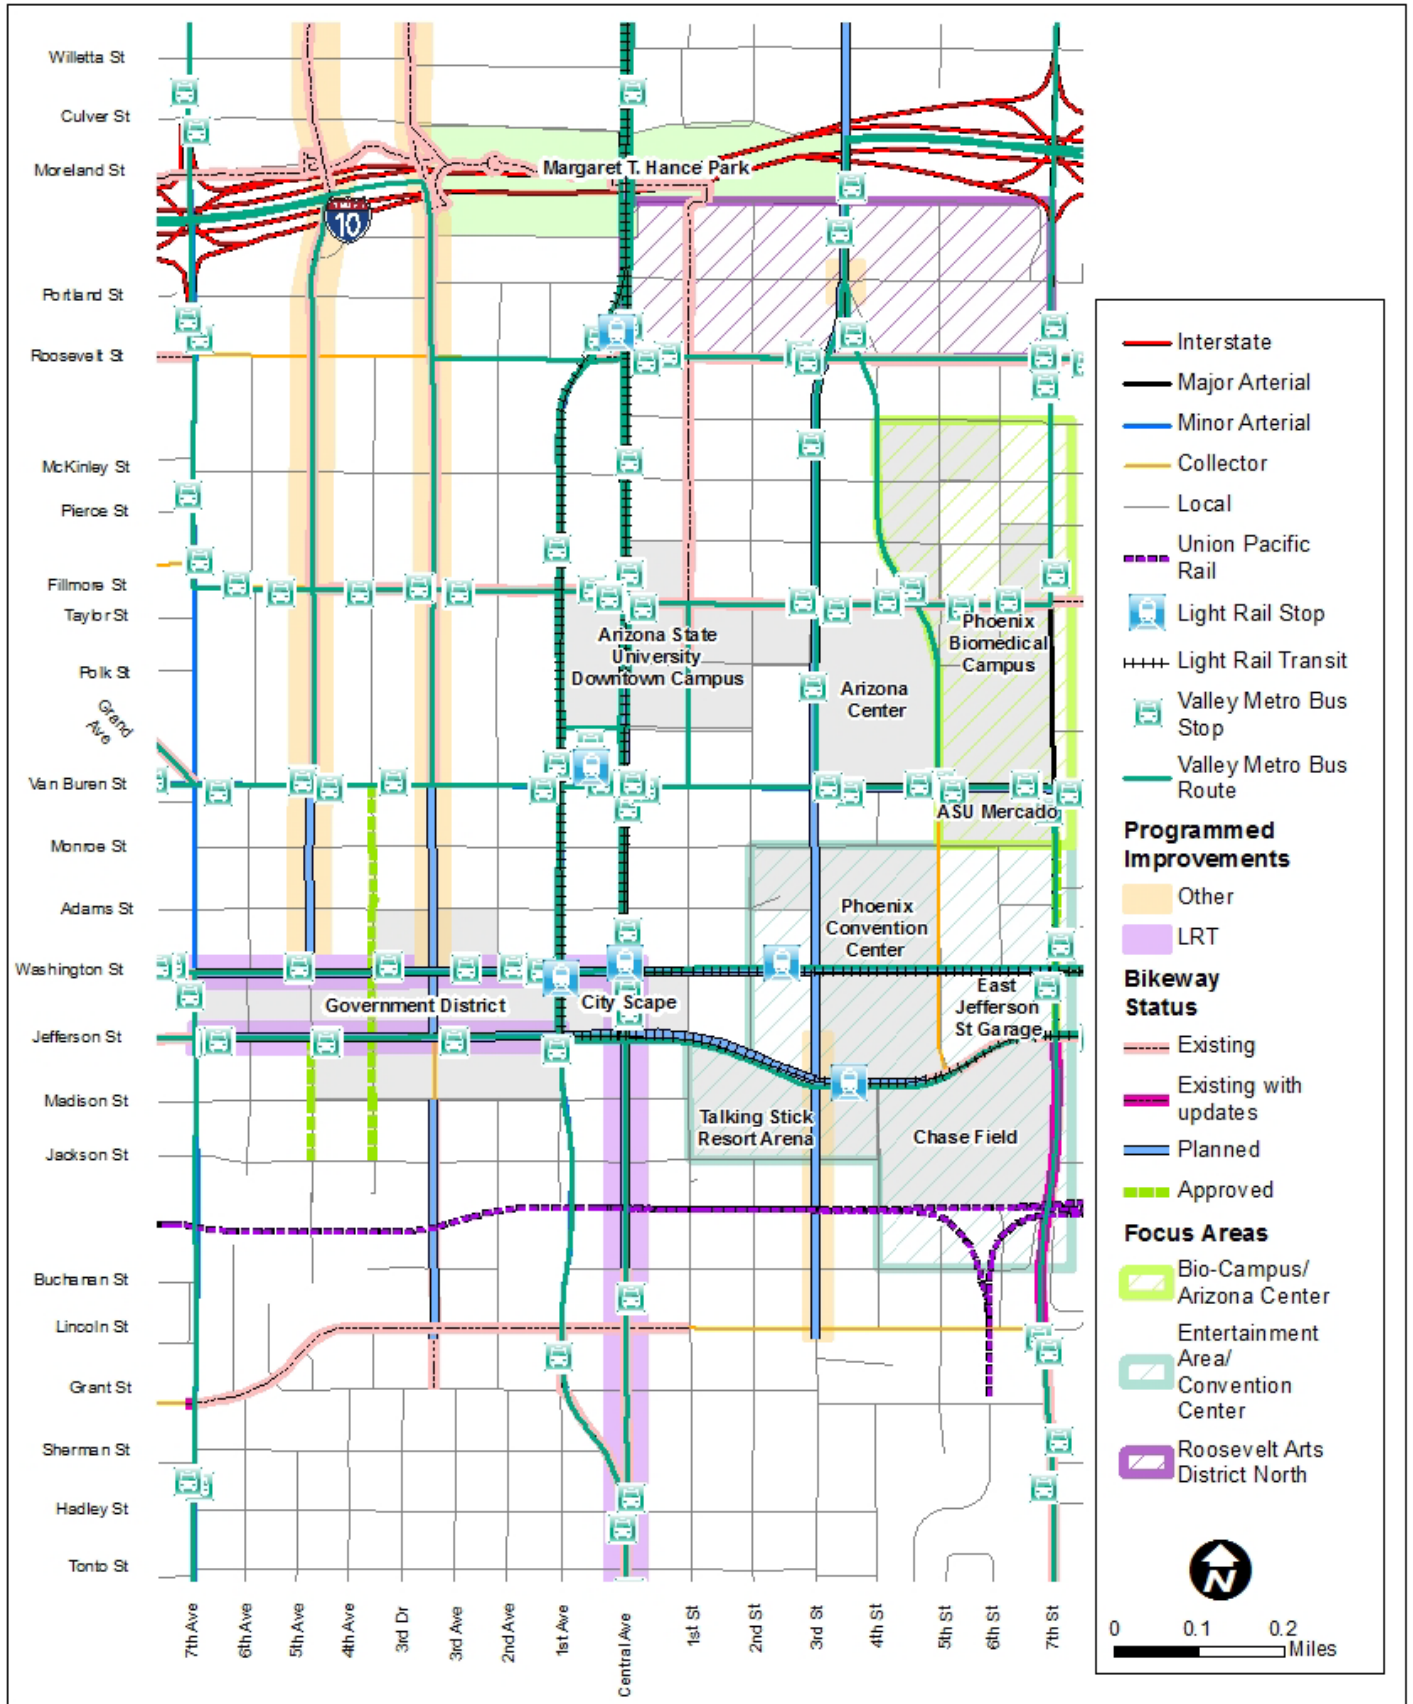 Willetta St
Culver St
Moreland St
Margaret T. Hance Park
10
Portland St
Roosevelt St
McKinley St
Pierce St
Fillmore St
Taylor St
Polk St
Grand
Ave
Van Buren St
Monroe St
Adams St
Washington St
Jefferson St
Madison St
Jackson St
Buchanan St
Lincoln St
Grant St
Sherman St
Hadley St
Tonto St
Arizona State
University
Downtown Campus
Arizona
Center
Phoenix
Biomedical
Campus
ASU Mercado
Phoenix
Convention
Center
Government District
City Scape
East
Jefferson
St Garage
Talking Stick
Resort Arena
Chase Field
7th Ave
6th Ave
5th Ave
4th Ave
3rd Dr
3rd Ave
2nd Ave
1st Ave
Central Ave
1st St
2nd St
3rd St
4th St
5th St
6th St
7th St
Interstate
Major Arterial
Minor Arterial
Collector
Local
Union Pacific
Rail
Light Rail Stop
Light Rail Transit
Valley Metro Bus
Stop
Valley Metro Bus
Route
Programmed
Improvements
Other
LRT
Bikeway
Status
Existing
Existing with
updates
Planned
Approved
Focus Areas
Bio-Campus/
Arizona Center
Entertainment
Area/
Convention
Center
Roosevelt Arts
District North
N
0 0.1 0.2
Miles